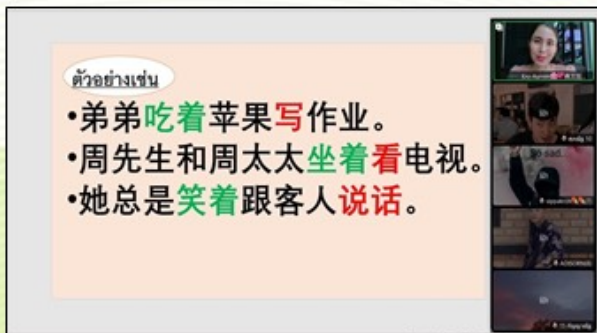 ตัวอย่างเช่น
•弟弟吃着苹果写作业。
•周先生和周太太坐着看电视。
•她总是笑着跟客人说话。
so sad..